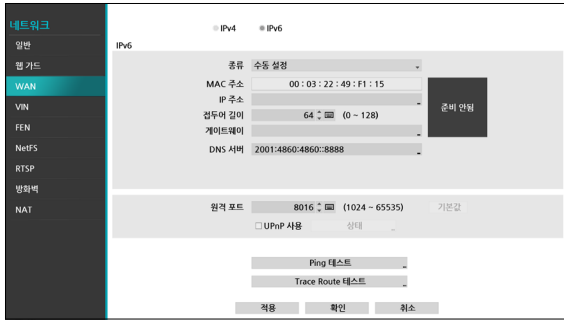 네트워크
일반
웹 가드
WAN
VIN
FEN
NetFS
RTSP
방화벽
NAT
IPv4 IPv6
IPv6
종류 수동 설정
MAC 주소 00 : 03 : 22 : 49 : F1 : 15
IP 주소
준비 안됨
접두어 길이 64 (0 ~ 128)
게이트웨이
DNS 서버 2001:4860:4860::8888
원격 포트 8016 (1024 ~ 65535) 기본값
UPnP 사용 상태
Ping 테스트
Trace Route 테스트
적용 확인 취소